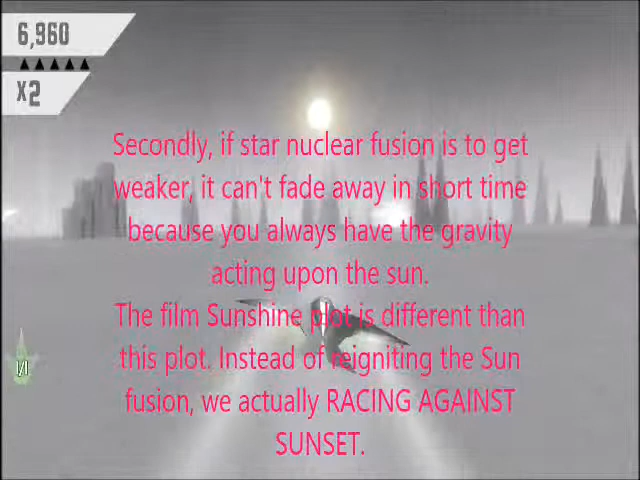 6,960
X2
Secondly, if star nuclear fusion is to get
weaker, it can't fade away in short time
because you always have the gravity
acting upon the sun.
The film Sunshine plot is different than
this plot. Instead of reigniting the Sun
1/1
fusion, we actually RACING AGAINST
SUNSET.